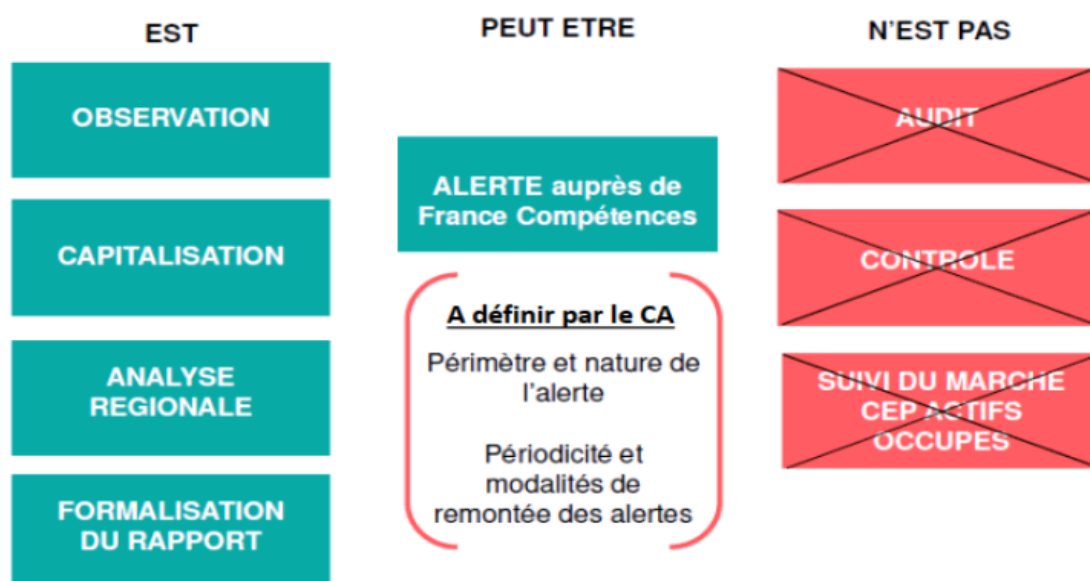 EST
OBSERVATION
CAPITALISATION
ANALYSE
REGIONALE
FORMALISATION
DU RAPPORT
PEUT ETRE
ALERTE auprès de
France Compétences
A définir par le CA
Périmètre et nature de
l'alerte
Périodicité et
modalités de
remontée des alertes
N'EST PAS
AUDIT
CONTROLE
SUIVI DU MARCHE
CEP ACTIFS
OCCUPES